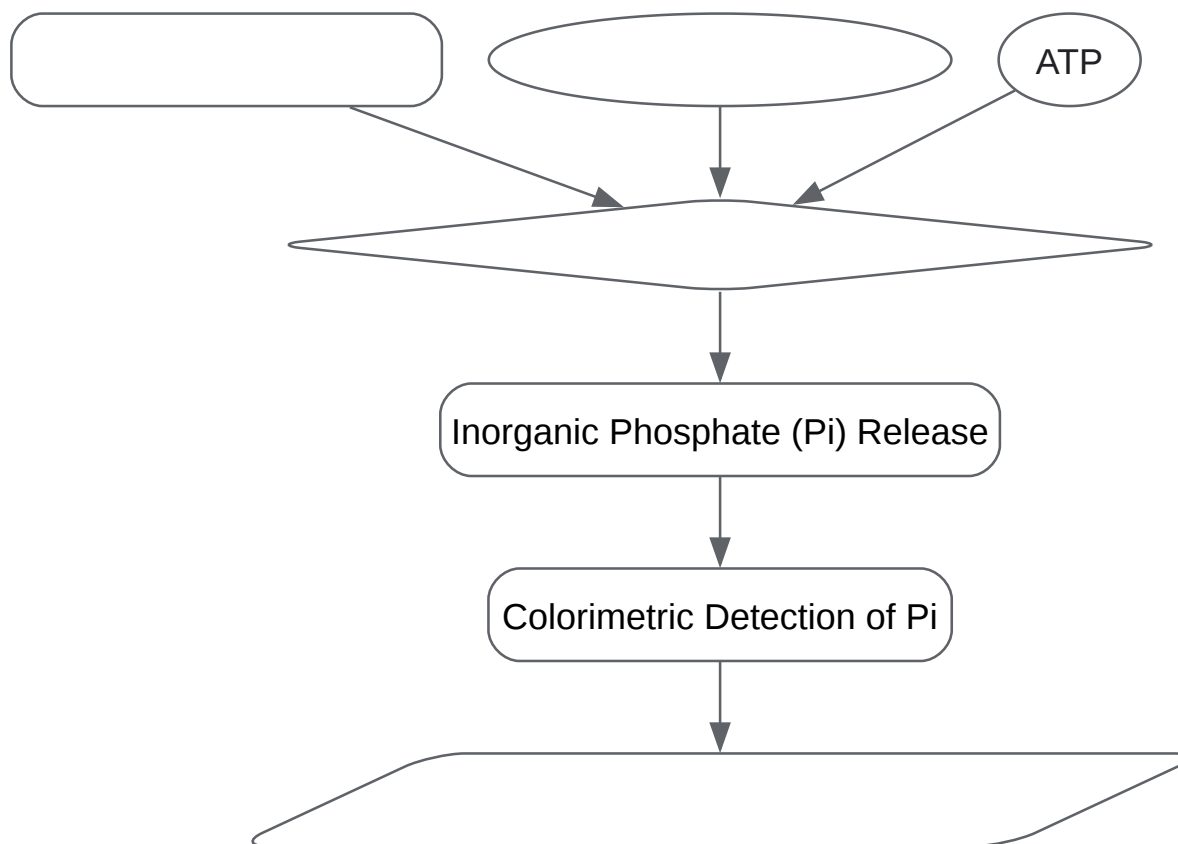 ATP
Inorganic Phosphate (Pi) Release
Colorimetric Detection of Pi